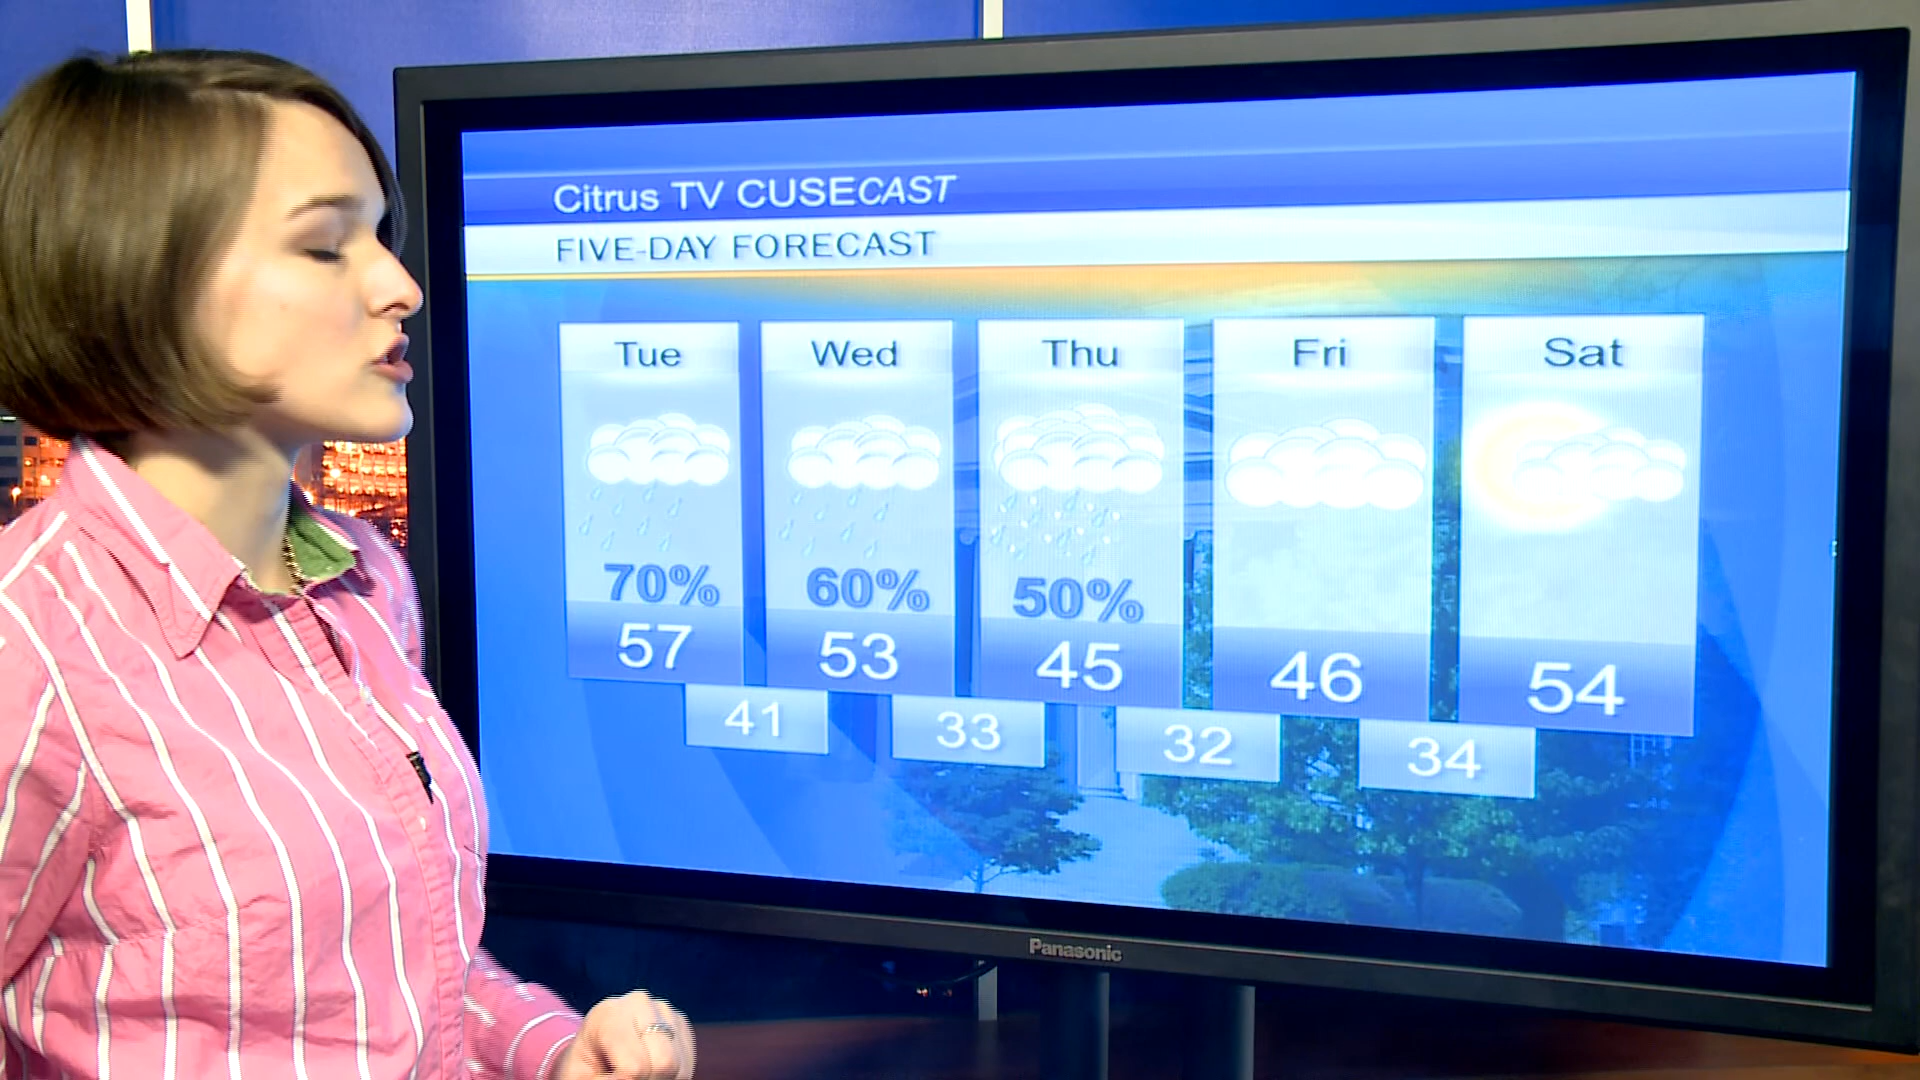 Citrus TV CUSECAST
FIVE-DAY FORECAST
Tue Wed Thu Fri Sat
70% 60% 50%
57 53 45 46 54
41 33 32 34
Panasonic